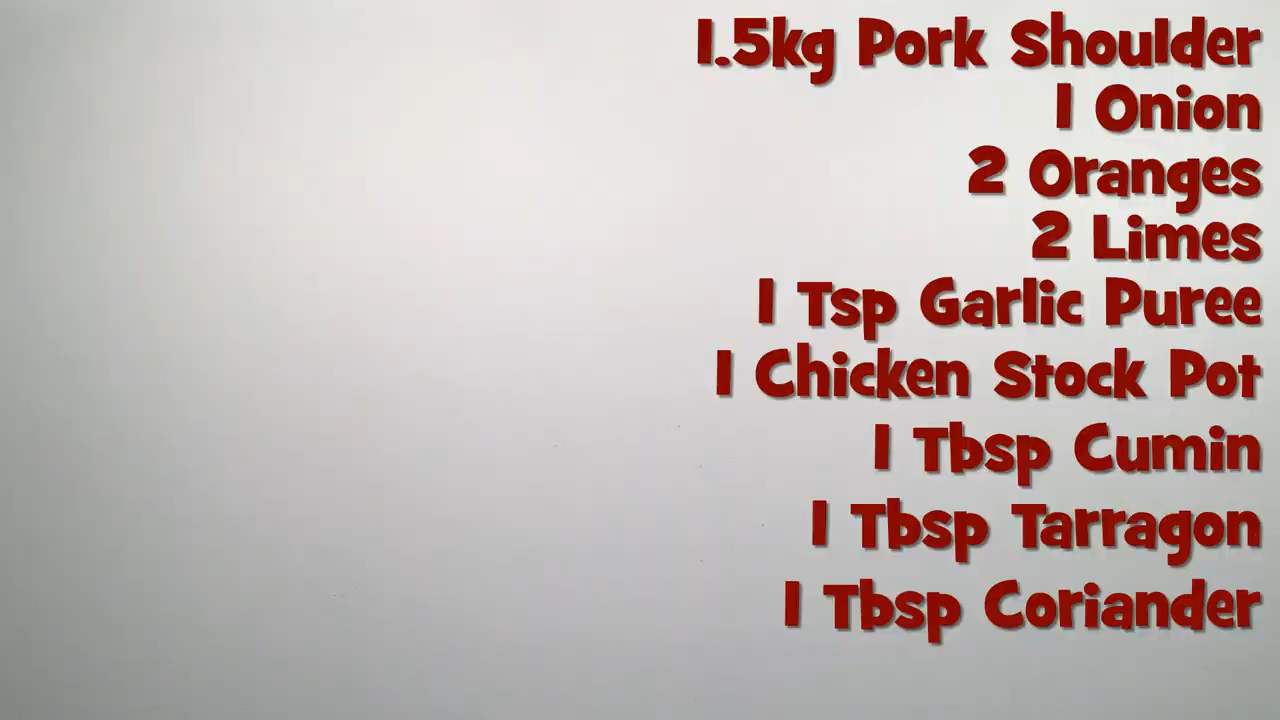 1.5kg Pork Shoulder
1 Onion
2 Oranges
2 Limes
1 Tsp Garlic Puree
1 Chicken Stock Pot
1 Tbsp Cumin
1 Tbsp Tarragon
1 Tbsp Coriander